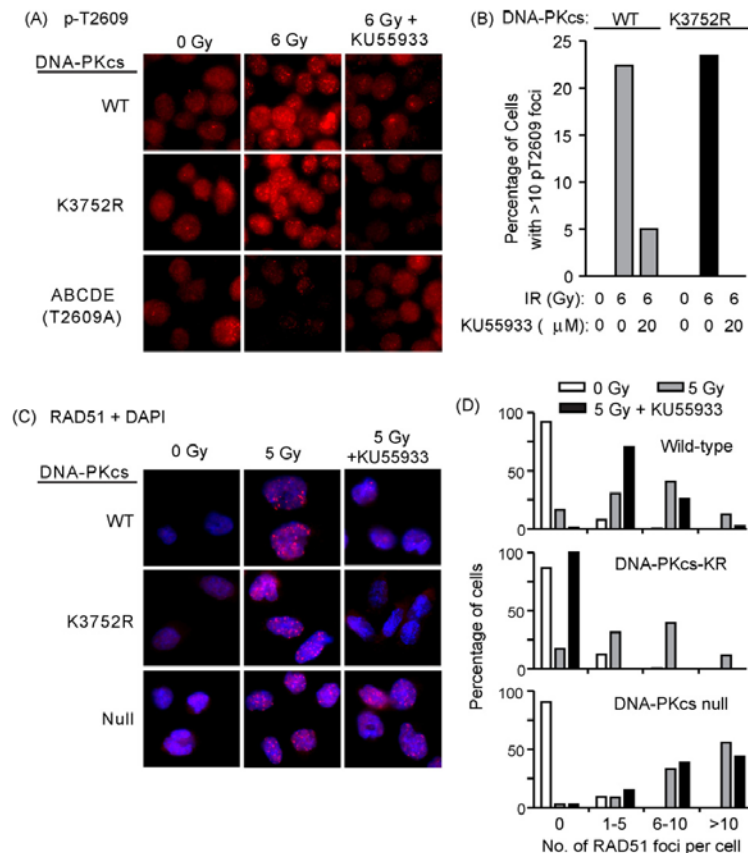 (A) p-T2609
0 Gy
6 Gy
6 Gy +
KU55933
DNA-PKcs
WT
K3752R
ABCDE
(T2609A)
(B) DNA-PKcs: WT K3752R
Percentage of Cells
with >10 pT2609 foci
25
20
15
10
5
0
IR (Gy): 0 6 6 0 6 6
KU55933 ( μM): 0 0 20 0 0 20
(C) RAD51 + DAPI
0 Gy
5 Gy
5 Gy
+KU55933
DNA-PKcs
WT
K3752R
Null
(D)
0 Gy 5 Gy
5 Gy + KU55933
Percentage of cells
100
50
0
Wild-type
100
50
0
DNA-PKcs-KR
100
50
0
DNA-PKcs null
0 1-5 6-10 >10
No. of RAD51 foci per cell